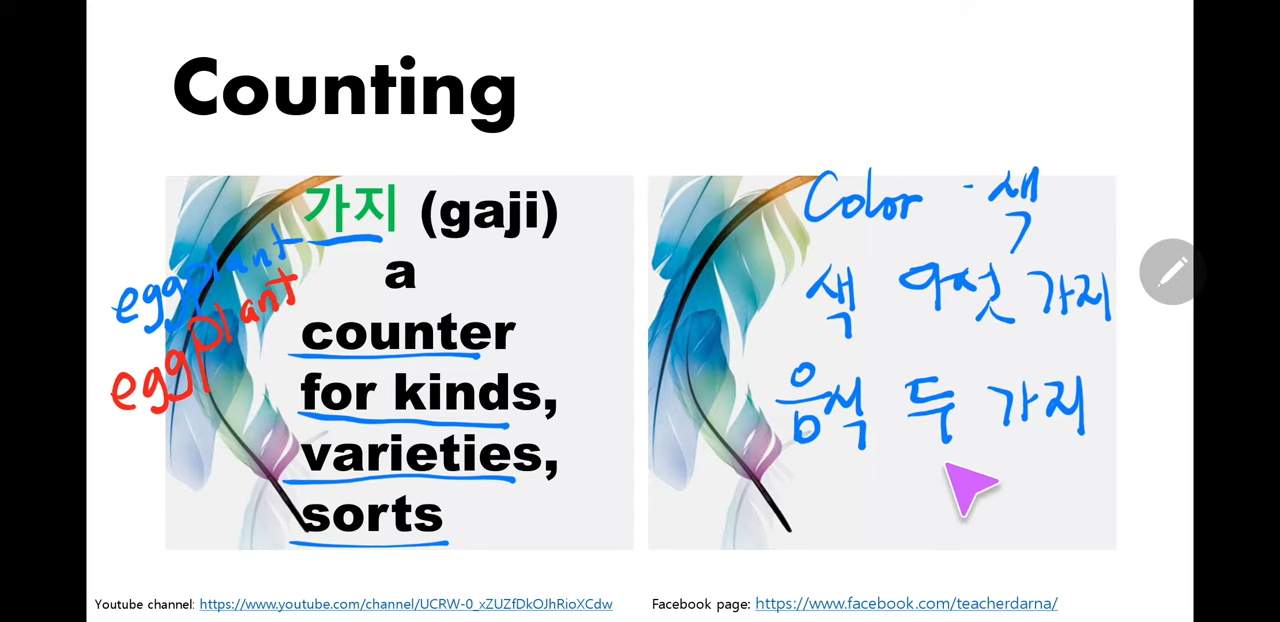 Counting
가지 (gaji)
a
counter
for kinds,
varieties,
sorts
eggplant
eggplant
Color - 색
색 여섯 가지
음식 두 가지
Youtube channel: https://www.youtube.com/channel/UCRW-0_xZUZfDkOJhRioXCdw
Facebook page: https://www.facebook.com/teacherdarna/